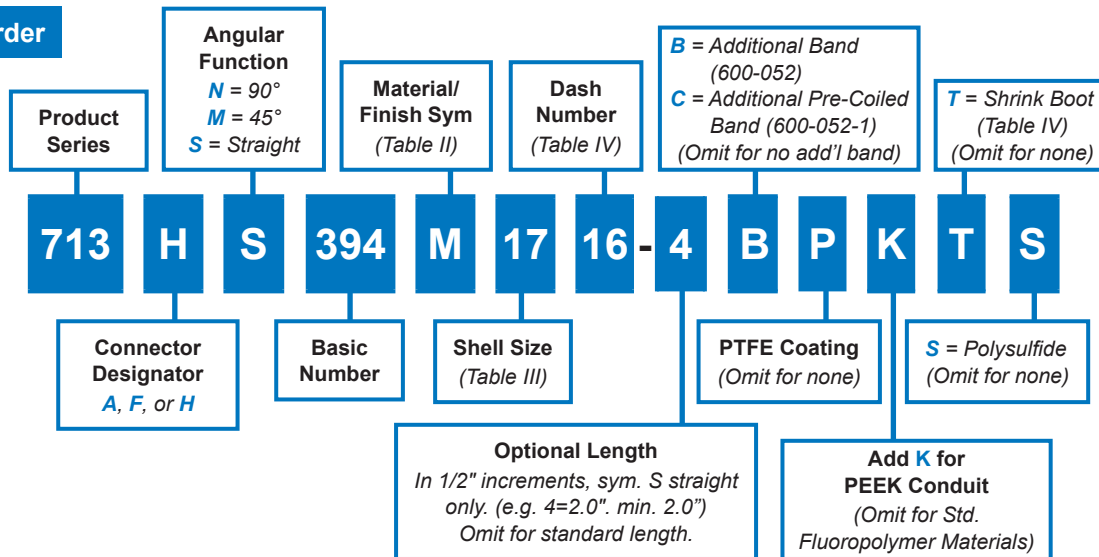 rder
Product
Series
Angular
Function
N = 90°
M = 45°
S = Straight
Material/
Finish Sym
(Table II)
Dash
Number
(Table IV)
B = Additional Band
(600-052)
C = Additional Pre-Coiled
Band (600-052-1)
(Omit for no add'l band)
T = Shrink Boot
(Table IV)
(Omit for none)
713 H S 394 M 17 16 - 4 B P K T S
Connector
Designator
A, F, or H
Basic
Number
Shell Size
(Table III)
Optional Length
In 1/2" increments, sym. S straight
only. (e.g. 4=2.0". min. 2.0”)
Omit for standard length.
PTFE Coating
(Omit for none)
Add K for
PEEK Conduit
(Omit for Std.
Fluoropolymer Materials)
S = Polysulfide
(Omit for none)